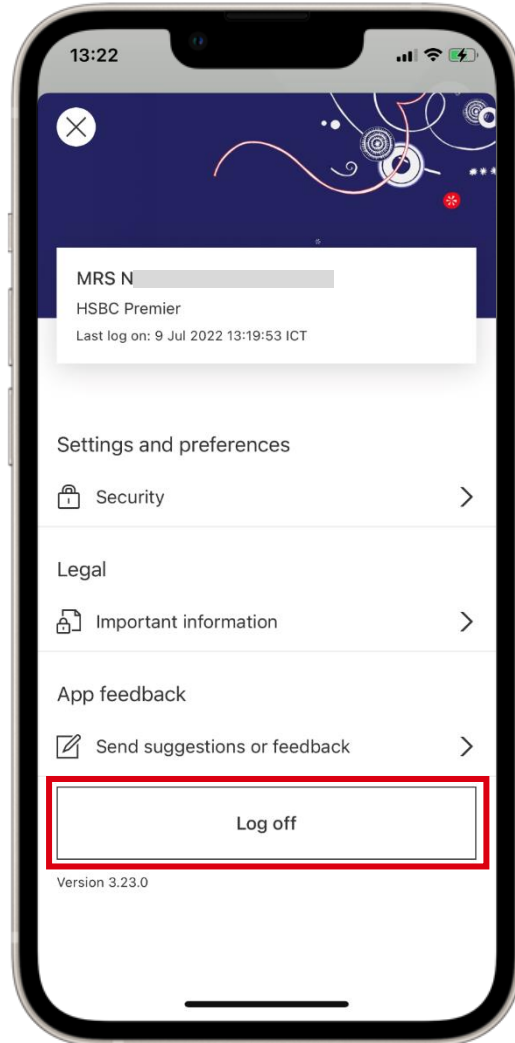 13:22
MRS N
HSBC Premier
Last log on: 9 Jul 2022 13:19:53 ICT
Settings and preferences
Security
Legal
Important information
App feedback
Send suggestions or feedback
Log off
Version 3.23.0